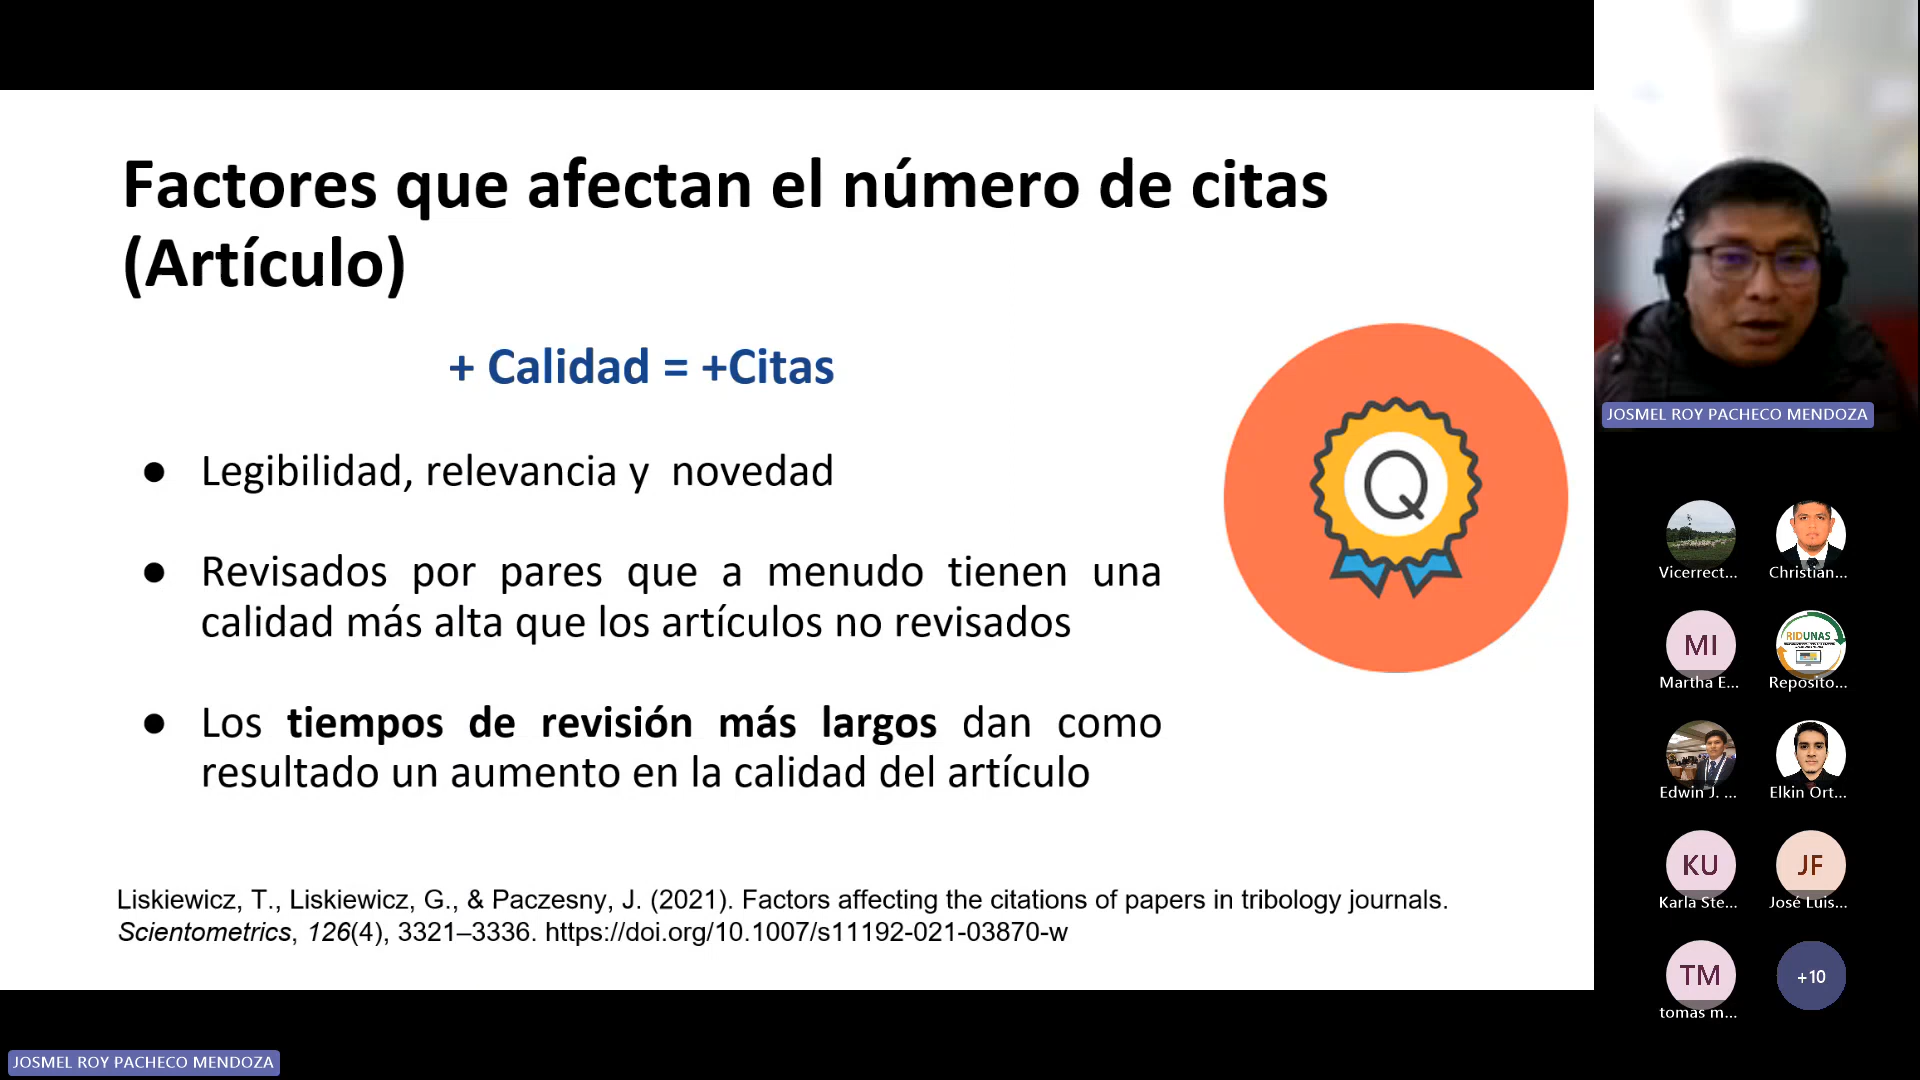 Factores que afectan el número de citas
(Artículo)
+ Calidad = +Citas
● Legibilidad, relevancia y novedad
● Revisados por pares que a menudo tienen una
calidad más alta que los artículos no revisados
● Los tiempos de revisión más largos dan como
resultado un aumento en la calidad del artículo
Q
Liskiewicz, T., Liskiewicz, G., & Paczesny, J. (2021). Factors affecting the citations of papers in tribology journals.
Scientometrics, 126(4), 3321–3336. https://doi.org/10.1007/s11192-021-03870-w
JOSMEL ROY PACHECO MENDOZA
Vicerrect...
Christian...
MI
RIDUNAS
Martha E...
Reposito...
Edwin J. ...
Elkin Ort...
KU
JF
Karla Ste...
José Luis...
TM
+10
tomas m...
JOSMEL ROY PACHECO MENDOZA